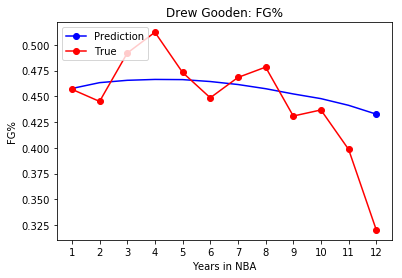 Drew Gooden: FG%
Prediction
True
0.500
0.475
0.450
0.425
0.400
0.375
0.350
0.325
FG%
1 2 3 4 5 6 7 8 9 10 11 12
Years in NBA